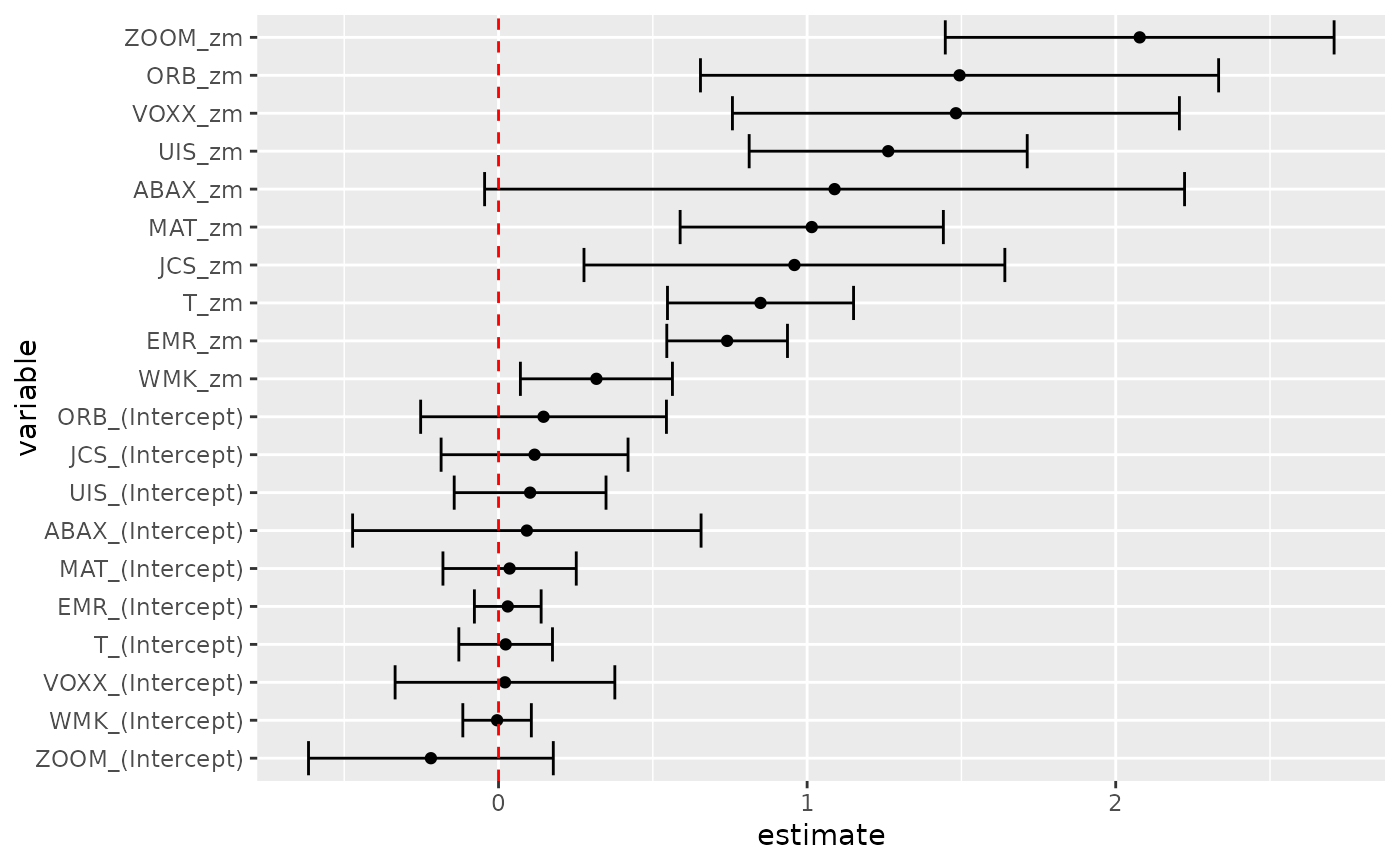 ZOOM_zm
ORB_zm
VOXX_zm
UIS_zm
ABAX_zm
MAT_zm
JCS_zm
T_zm
EMR_zm
WMK_zm
ORB_(Intercept)
JCS_(Intercept)
UIS_(Intercept)
ABAX_(Intercept)
MAT_(Intercept)
EMR_(Intercept)
T_(Intercept)
VOXX_(Intercept)
WMK_(Intercept)
ZOOM_(Intercept)
variable
0 1 2
estimate